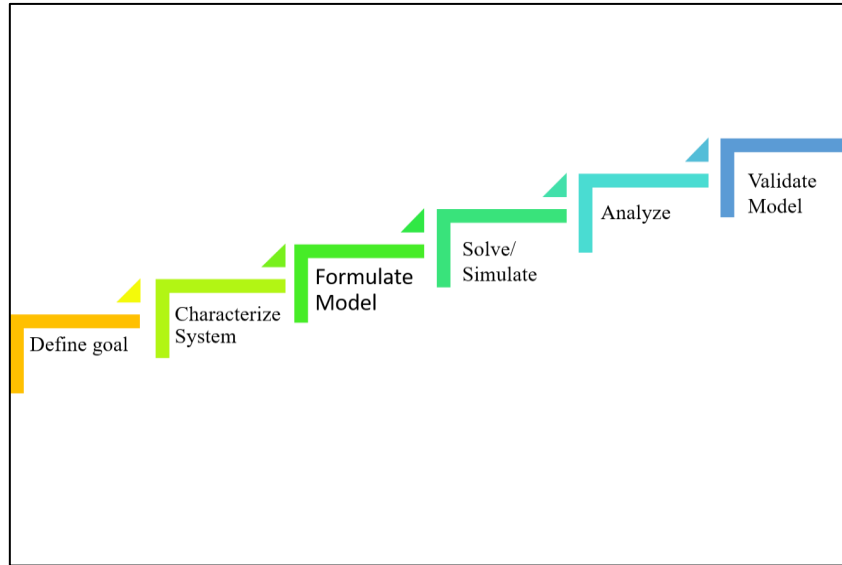 Define goal
Characterize
System
Formulate
Model
Solve/
Simulate
Analyze
Validate
Model